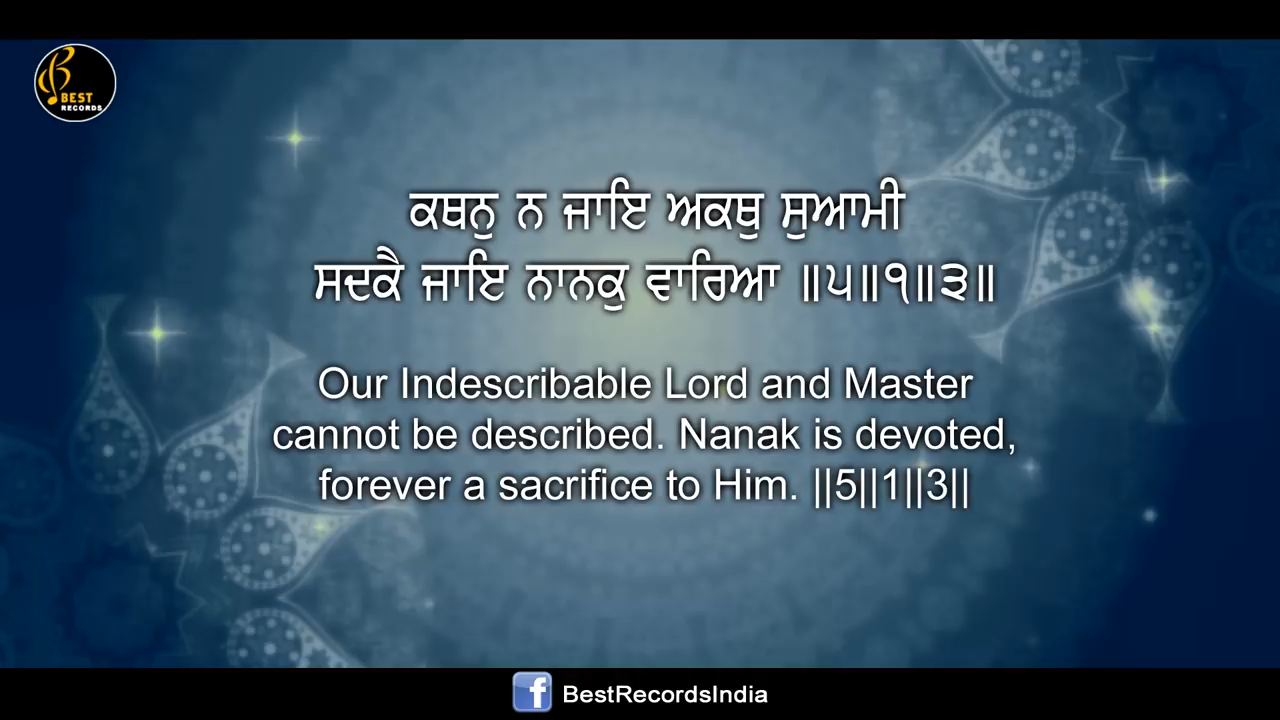 BEST
RECORDS
ਕਥਨੁ ਨ ਜਾਇ ਅਕਥੁ ਸੁਆਮੀ
ਸਦਕੈ ਜਾਇ ਨਾਨਕੁ ਵਾਰਿਆ ॥੫॥੧॥੩॥
Our Indescribable Lord and Master
cannot be described. Nanak is devoted,
forever a sacrifice to Him. ||5||1||3||
f BestRecordsIndia